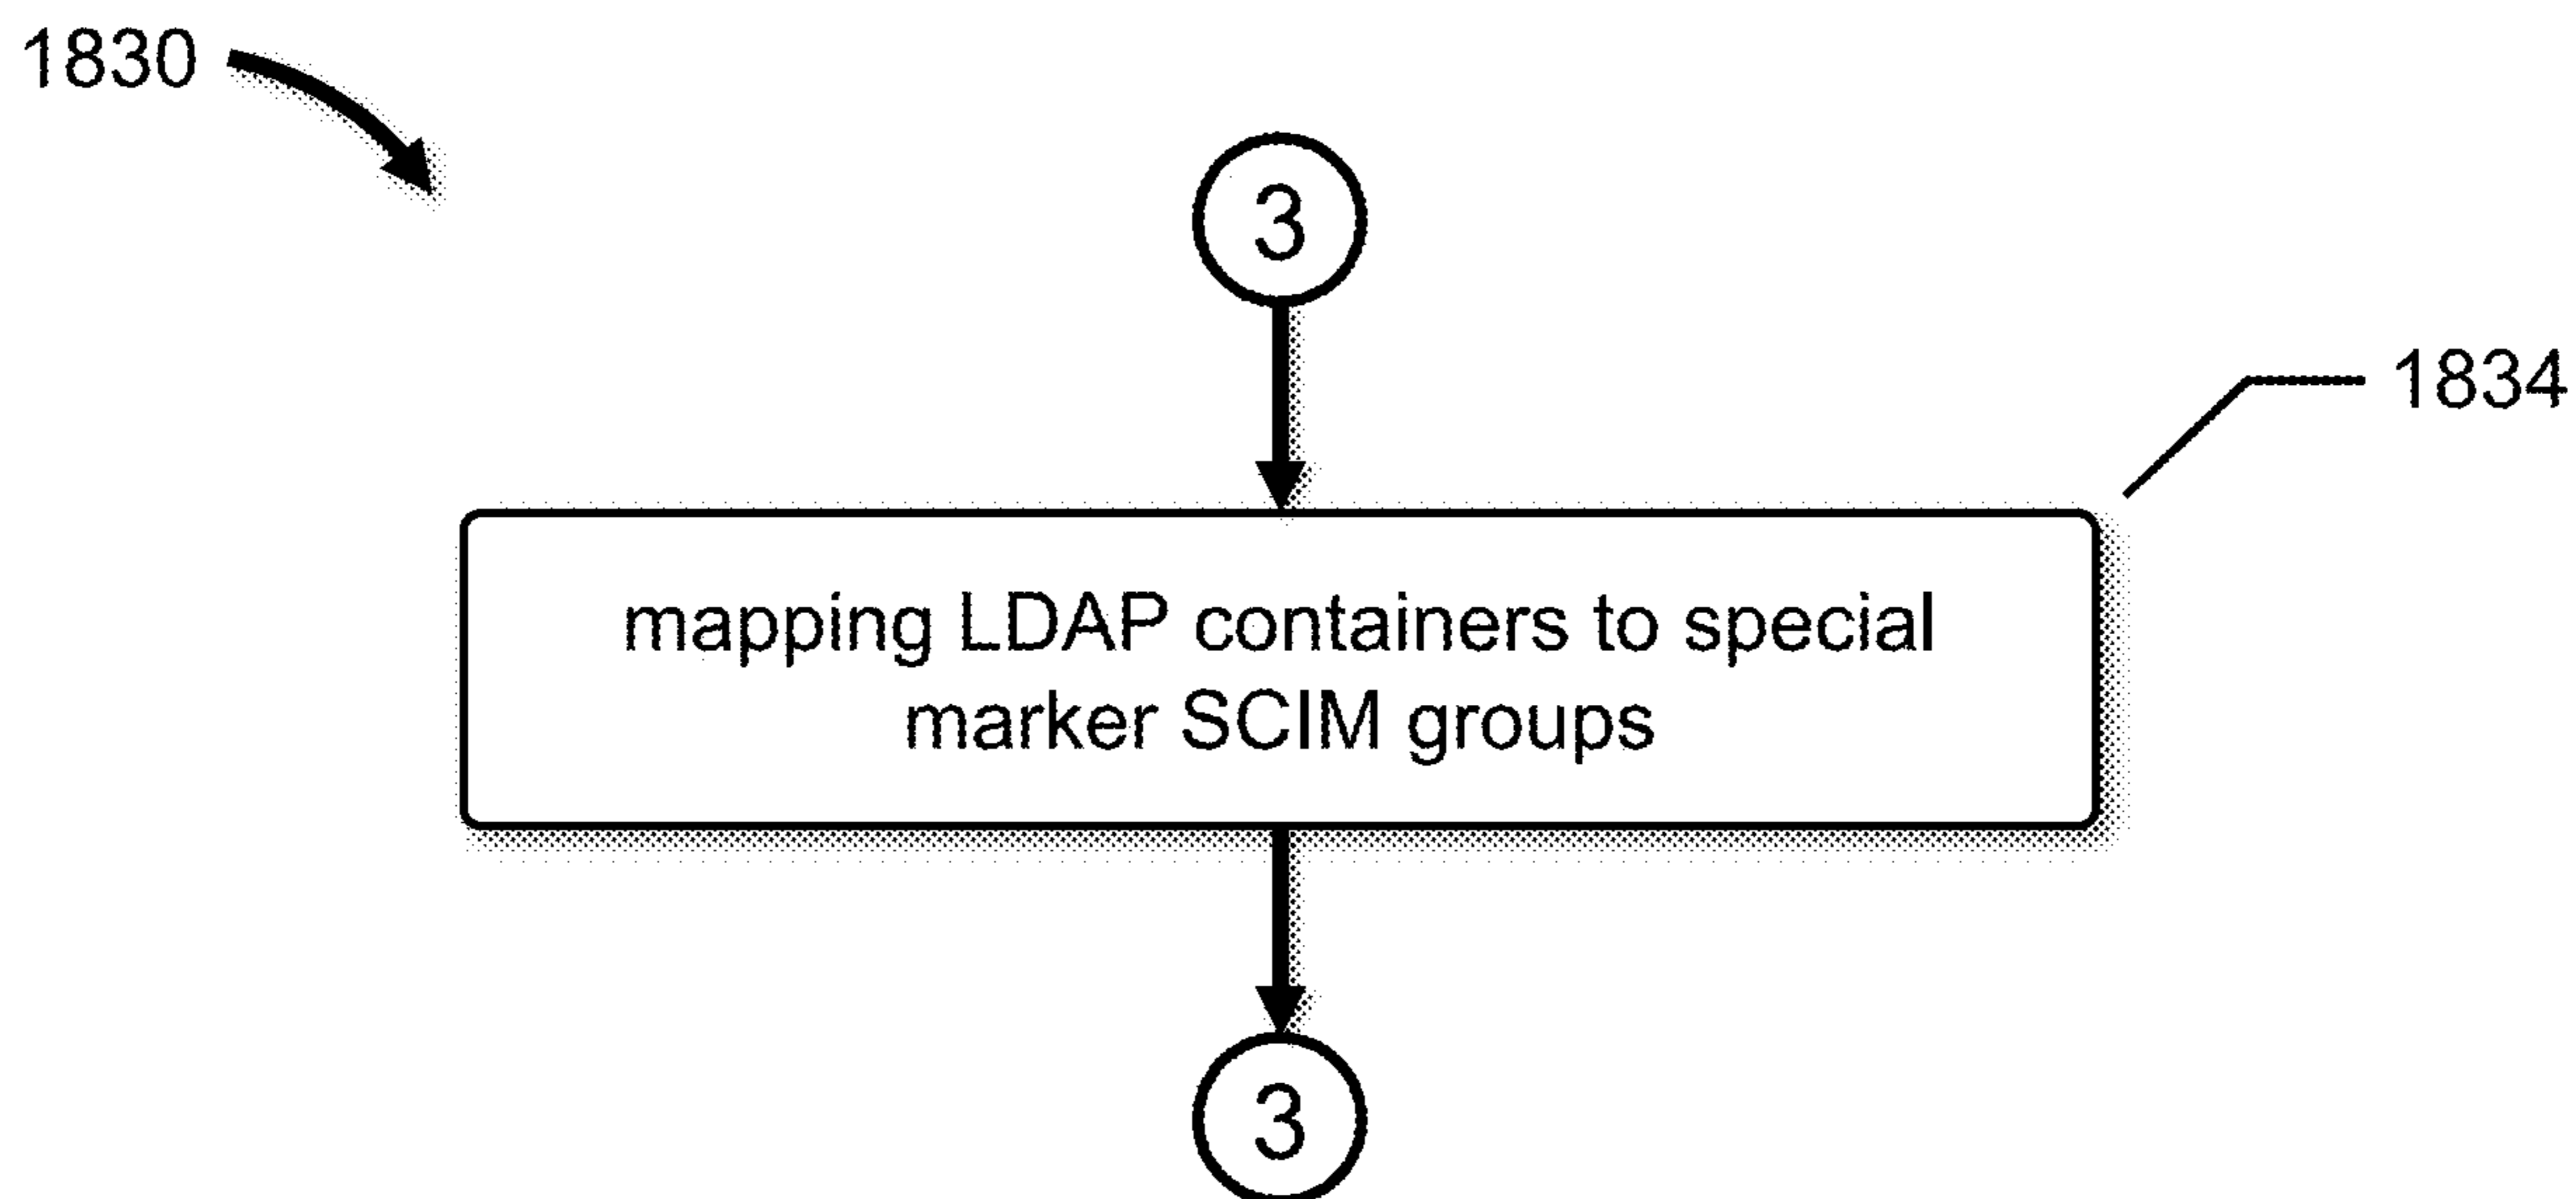 1830
3
1834
mapping LDAP containers to special
marker SCIM groups
3